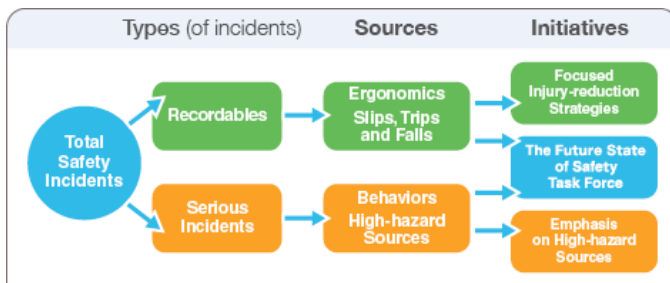 Types (of incidents) Sources Initiatives
Total
Safety
Incidents
Recordables
Ergonomics
Slips, Trips
and Falls
Focused
Injury-reduction
Strategies
The Future State
of Safety
Task Force
Serious
Incidents
Behaviors
High-hazard
Sources
Emphasis
on High-hazard
Sources